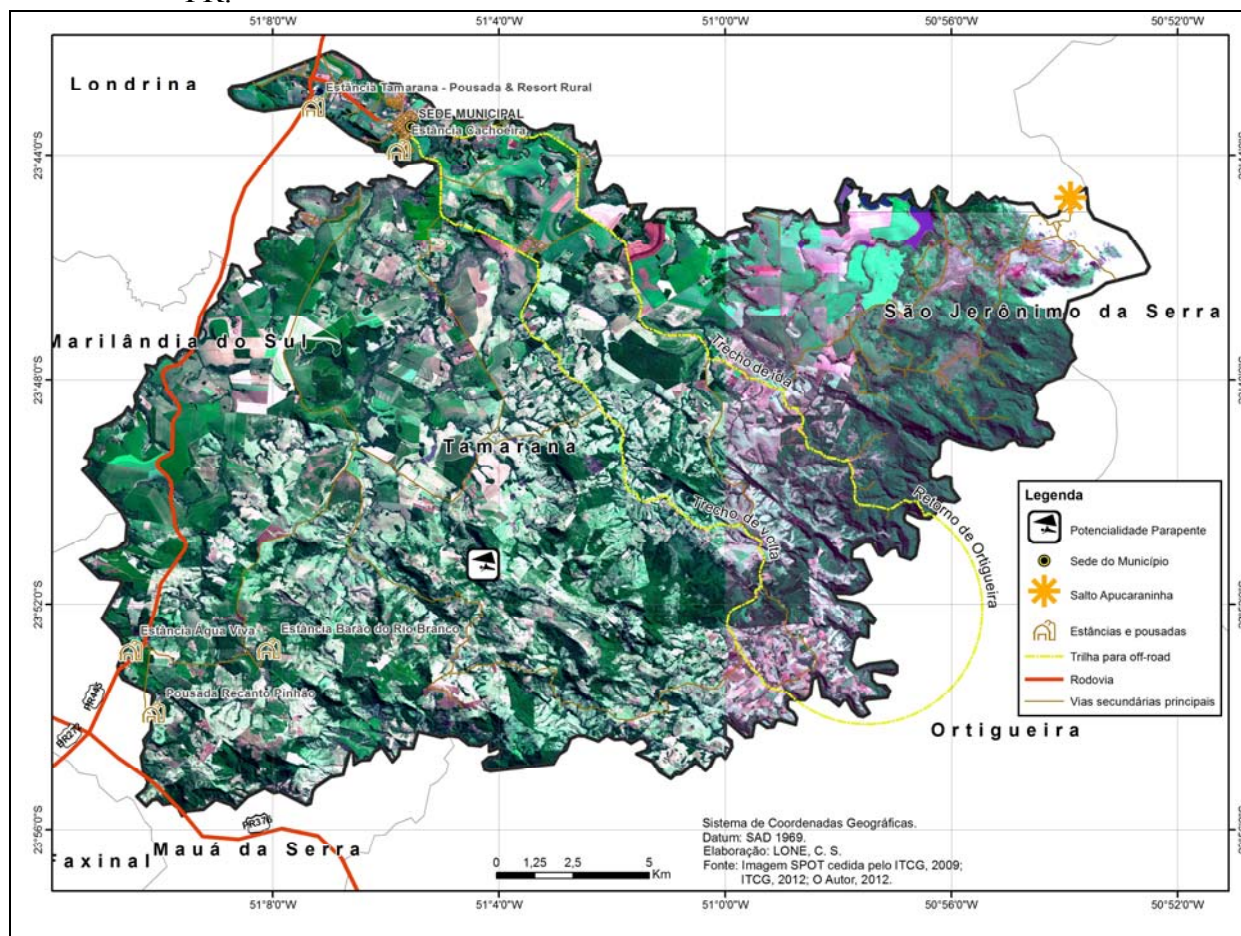 PR.
51°8'0"W 51°4'0"W 51°0'0"W 50°56'0"W 50°52'0"W
Londrina
Estância Tamarana - Pousada & Resort Rural
SEDE MUNICIPAL
Estância Cachoeira
23°44'0"S
São Jerônimo da Serra
Marilândia do Sul
Trecho de ida
23°48'0"S
Tamarana
Trecho de volta
Retorno de Ortigueira
23°52'0"S
Estância Água Viva
Estância Barão do Rio Branco
Pousada Recanto Pinhão
PR445
BR272
Ortigueira
PR376
23°56'0"S
Faxinal
Mauá da Serra
Legenda
Potencialidade Parapente
Sede do Município
Salto Apucaraninha
Estâncias e pousadas
Trilha para off-road
Rodovia
Vias secundárias principais
0 1,25 2,5 5
Km
Sistema de Coordenadas Geográficas.
Datum: SAD 1969.
Elaboração: LONE, C. S.
Fonte: Imagem SPOT cedida pelo ITCG, 2009;
ITCG, 2012; O Autor, 2012.
51°8'0"W 51°4'0"W 51°0'0"W 50°56'0"W 50°52'0"W